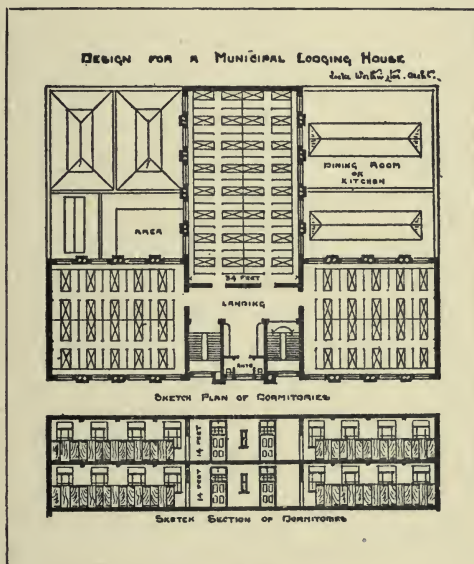 DESIGN FOR A MUNICIPAL LODGING HOUSE
DINING ROOM
OR
KITCHEN
AREA
34 FEET
LANDING
SKETCH PLAN OF DORMITORIES
14 FEET
14 FEET
SKETCH SECTION OF DORMITORIES